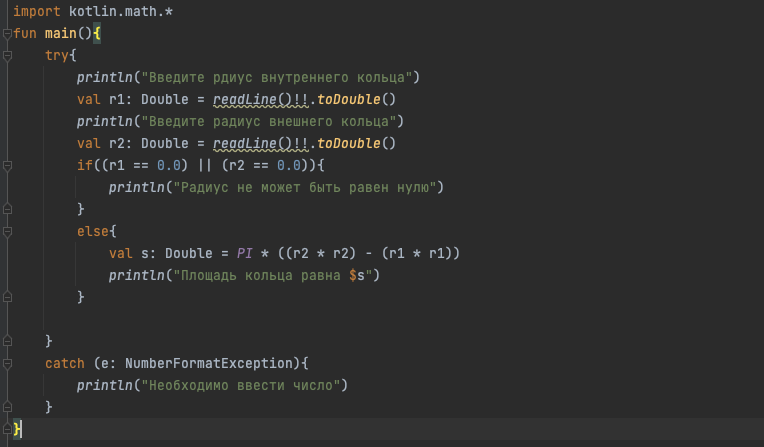 import kotlin.math.*
fun main(){
    try{
        println("Введите рдиус внутреннего кольца")
        val r1: Double = readLine()!!.toDouble()
        println("Введите радиус внешнего кольца")
        val r2: Double = readLine()!!.toDouble()
        if((r1 == 0.0) || (r2 == 0.0)){
            println("Радиус не может быть равен нулю")
        }
        else{
            val s: Double = PI * ((r2 * r2) - (r1 * r1))
            println("Площадь кольца равна $s")
        }

    }
    catch (e: NumberFormatException){
        println("Необходимо ввести число")
    }
}